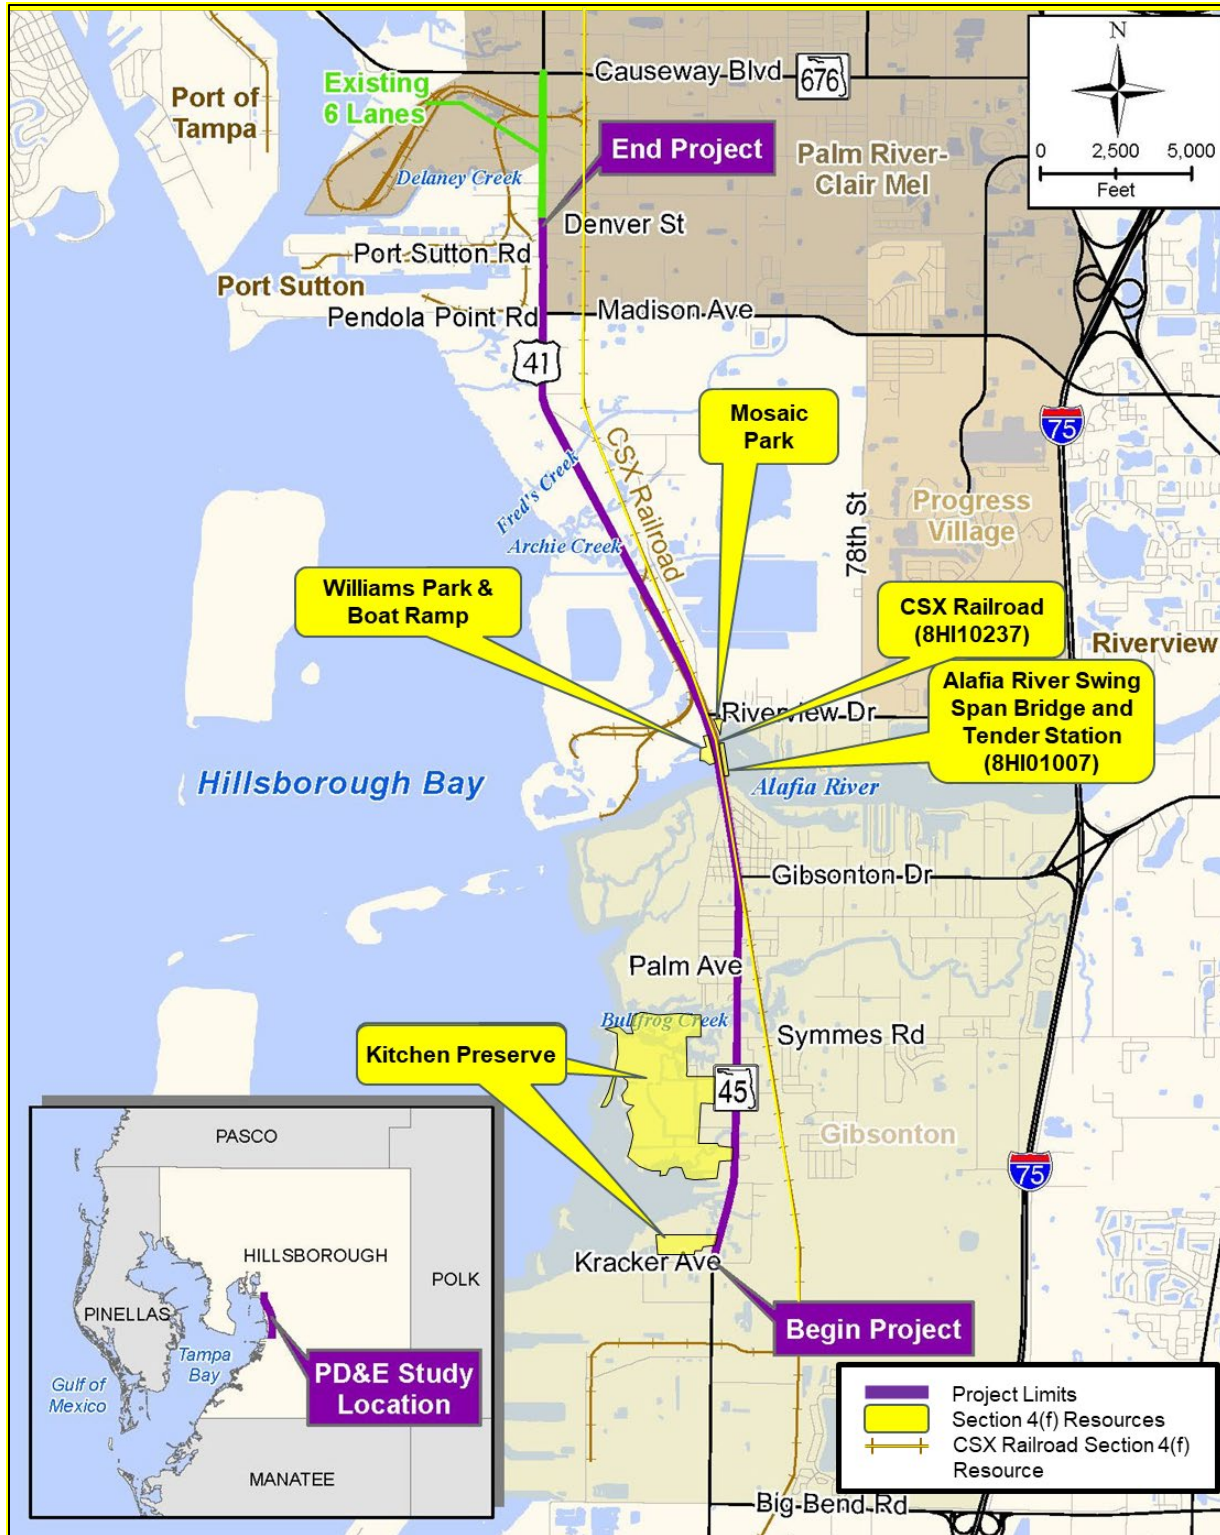 Causeway Blvd
676
N
0 2,500 5,000
Feet
Existing
6 Lanes
Port of
Tampa
End Project
Palm River-
Clair Mel
Delaney Creek
Denver St
Port Sutton Rd
Port Sutton
Pendola Point Rd
Madison Ave
41
Mosaic
Park
75
CSX Railroad
Fred's Creek
Archie Creek
78th St
Progress
Village
Williams Park &
Boat Ramp
CSX Railroad
(8HI10237)
Riverview
Alafia River Swing
Span Bridge and
Tender Station
(8HI01007)
Riverview Dr
Hillsborough Bay
Alafia River
Gibsonton Dr
Palm Ave
Bullfrog Creek
Symmes Rd
Kitchen Preserve
45
Gibsonton
75
Kracker Ave
Begin Project
PASCO
HILLSBOROUGH
POLK
PINELLAS
Tampa
Bay
Gulf of
Mexico
PD&E Study
Location
MANATEE
Project Limits
Section 4(f) Resources
CSX Railroad Section 4(f)
Resource
Big Bend Rd